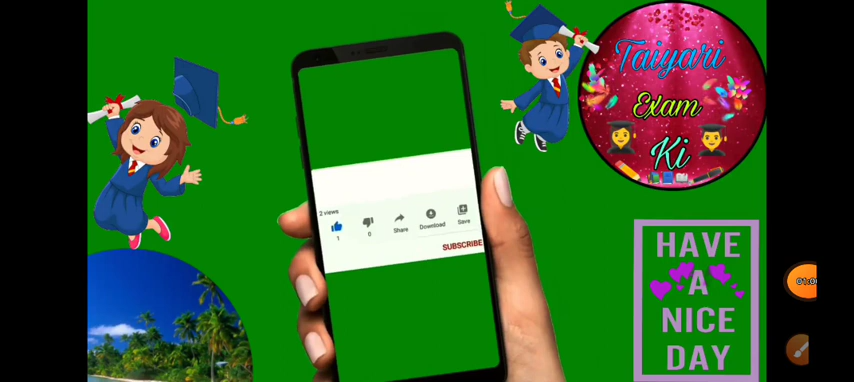 Taiyari
Exam
Ki
2 views
1
0
Share
Download
Save
SUBSCRIBE
HAVE
A
NICE
DAY